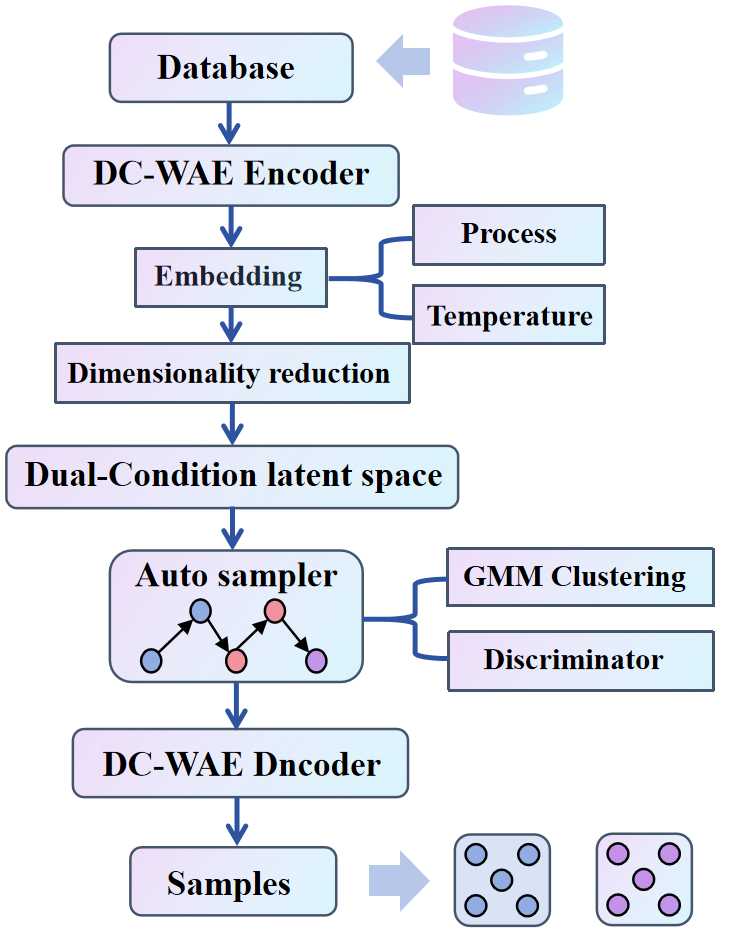 Database
DC-WAE Encoder
Process
Embedding
Temperature
Dimensionality reduction
Dual-Condition latent space
Auto sampler
GMM Clustering
Discriminator
DC-WAE Dncoder
Samples